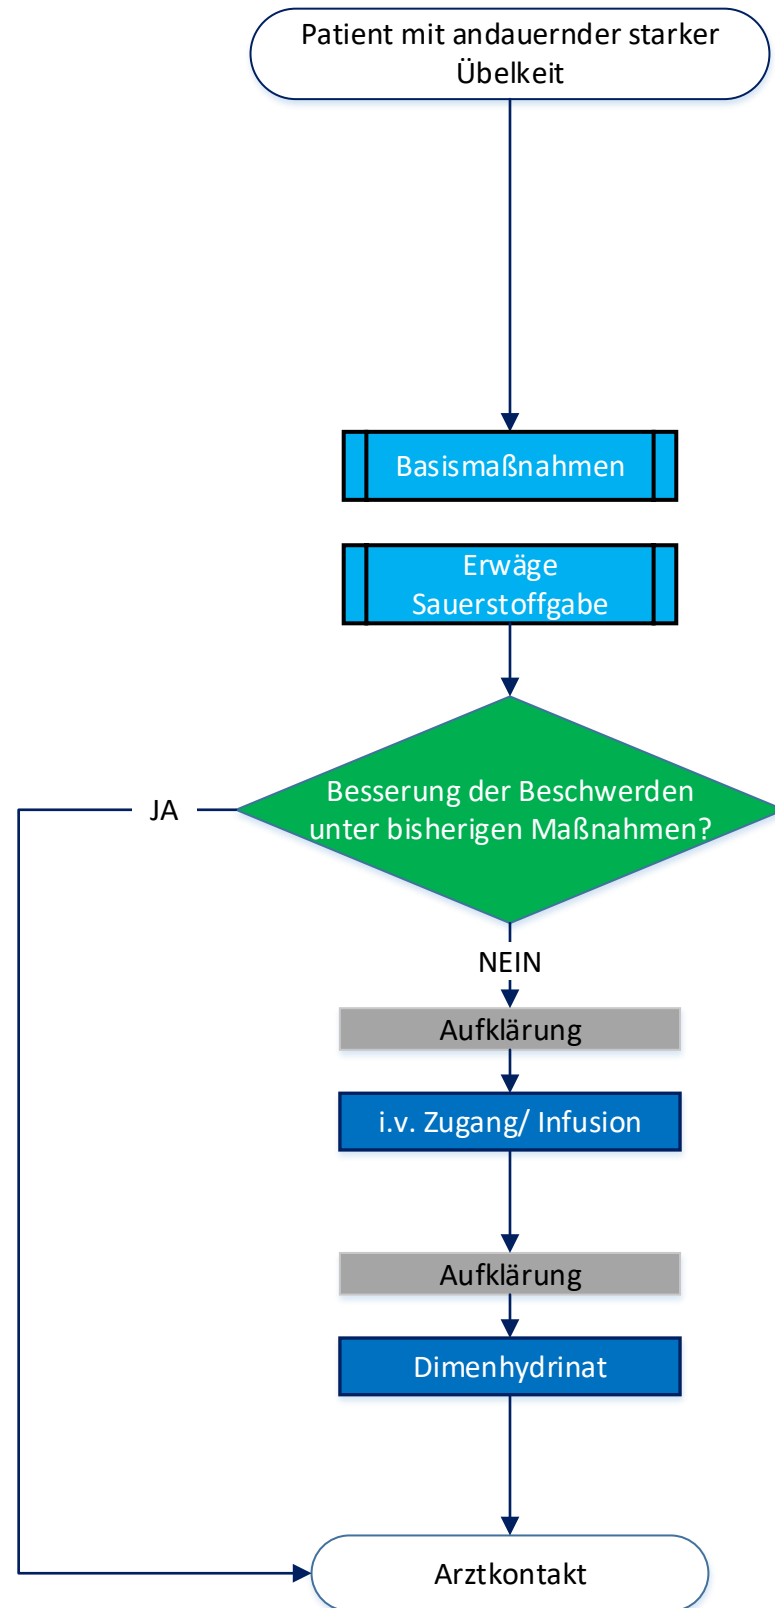 Patient mit andauernder starker
Übelkeit
Basismaßnahmen
Erwäge
Sauerstoffgabe
Besserung der Beschwerden
unter bisherigen Maßnahmen?
JA
NEIN
Aufklärung
i.v. Zugang/ Infusion
Aufklärung
Dimenhydrinat
Arztkontakt